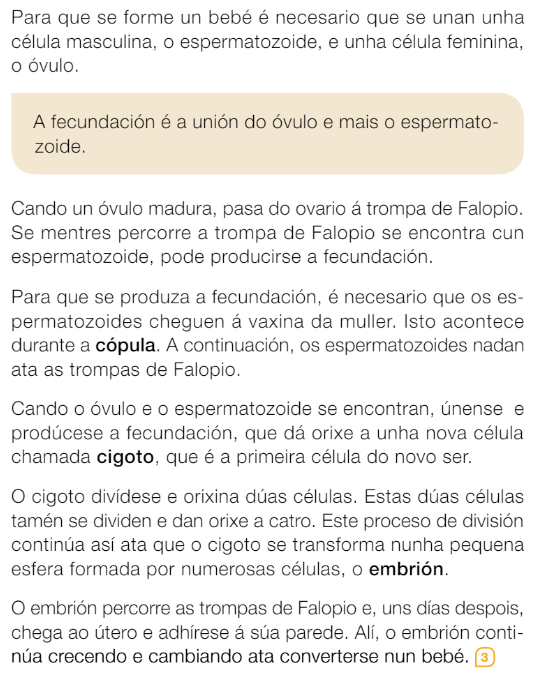 Para que se forme un bebé é necesario que se unan unha
célula masculina, o espermatozoide, e unha célula feminina,
o óvulo.
A fecundación é a unión do óvulo e mais o espermato-
zoide.
Cando un óvulo madura, pasa do ovario á trompa de Falopio.
Se mentres percorre a trompa de Falopio se encontra cun
espermatozoide, pode producirse a fecundación.
Para que se produza a fecundación, é necesario que os es-
permatozoides cheguen á vaxina da muller. Isto acontece
durante a cópula. A continuación, os espermatozoides nadan
ata as trompas de Falopio.
Cando o óvulo e o espermatozoide se encontran, únense e
prodúcese a fecundación, que dá orixe a unha nova célula
chamada cigoto, que é a primeira célula do novo ser.
O cigoto divídese e orixina dúas células. Estas dúas células
tamén se dividen e dan orixe a catro. Este proceso de división
continúa así ata que o cigoto se transforma nunha pequena
esfera formada por numerosas células, o embrión.
O embrión percorre as trompas de Falopio e, uns días despois,
chega ao útero e adhírese á súa parede. Alí, o embrión conti-
núa crecendo e cambiando ata converterse nun bebé. 3